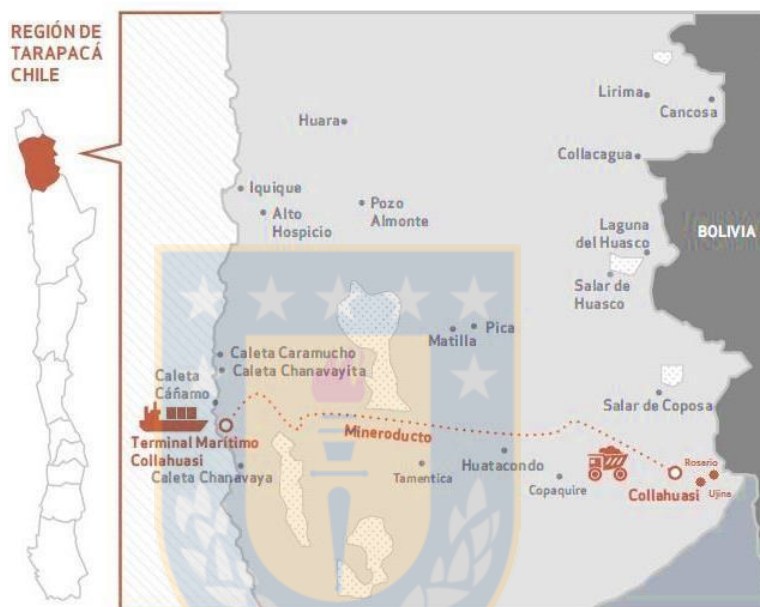 REGIÓN DE
TARAPACÁ
CHILE
Lirima
Cancosa
Huara
Collacagua
Iquique
Pozo
Almonte
Alto
Hospicio
BOLIVIA
Laguna
del Huasco
Salar de
Huasco
Matilla
Pica
Caleta Caramucho
Caleta Chanavayita
Caleta
Cáñamo
Salar de Coposa
Terminal Marítimo
Collahuasi
Mineroducto
Caleta Chanavaya
Tamentica
Huatacondo
Copaquire
Collahuasi
Rosario
Ujina